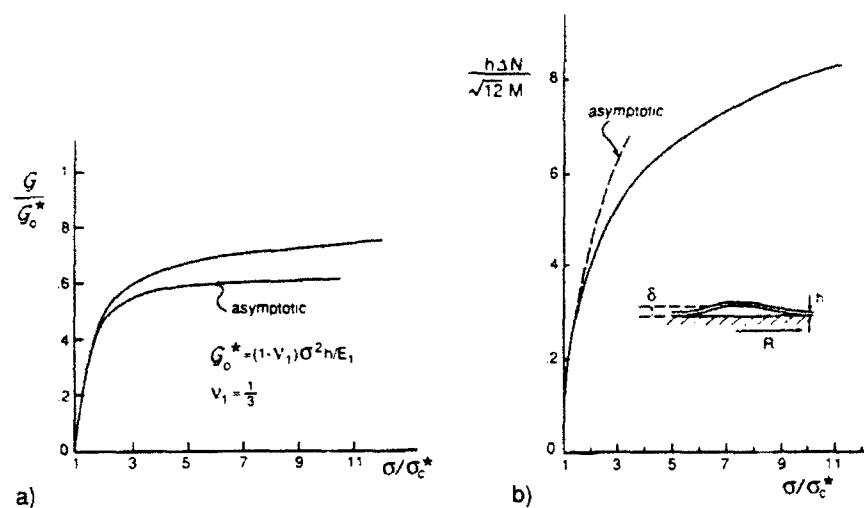 1
G / G₀*
.8
.6
.4
.2
0
asymptotic
G₀* = (1-ν₁)σ²h/E₁
ν₁ = 1/3
1 3 5 7 9 11
σ/σc*
a)
hΔN / √12 M
8
asymptotic
6
4
.2
0
δ
h
R
1 3 5 7 9 11
σ/σc*
b)